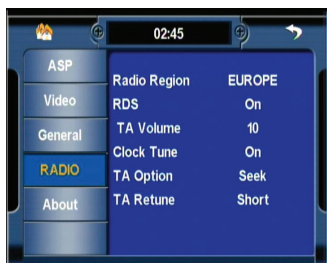 02:45
ASP
Video
General
RADIO
About
Radio Region EUROPE
RDS On
TA Volume 10
Clock Tune On
TA Option Seek
TA Retune Short